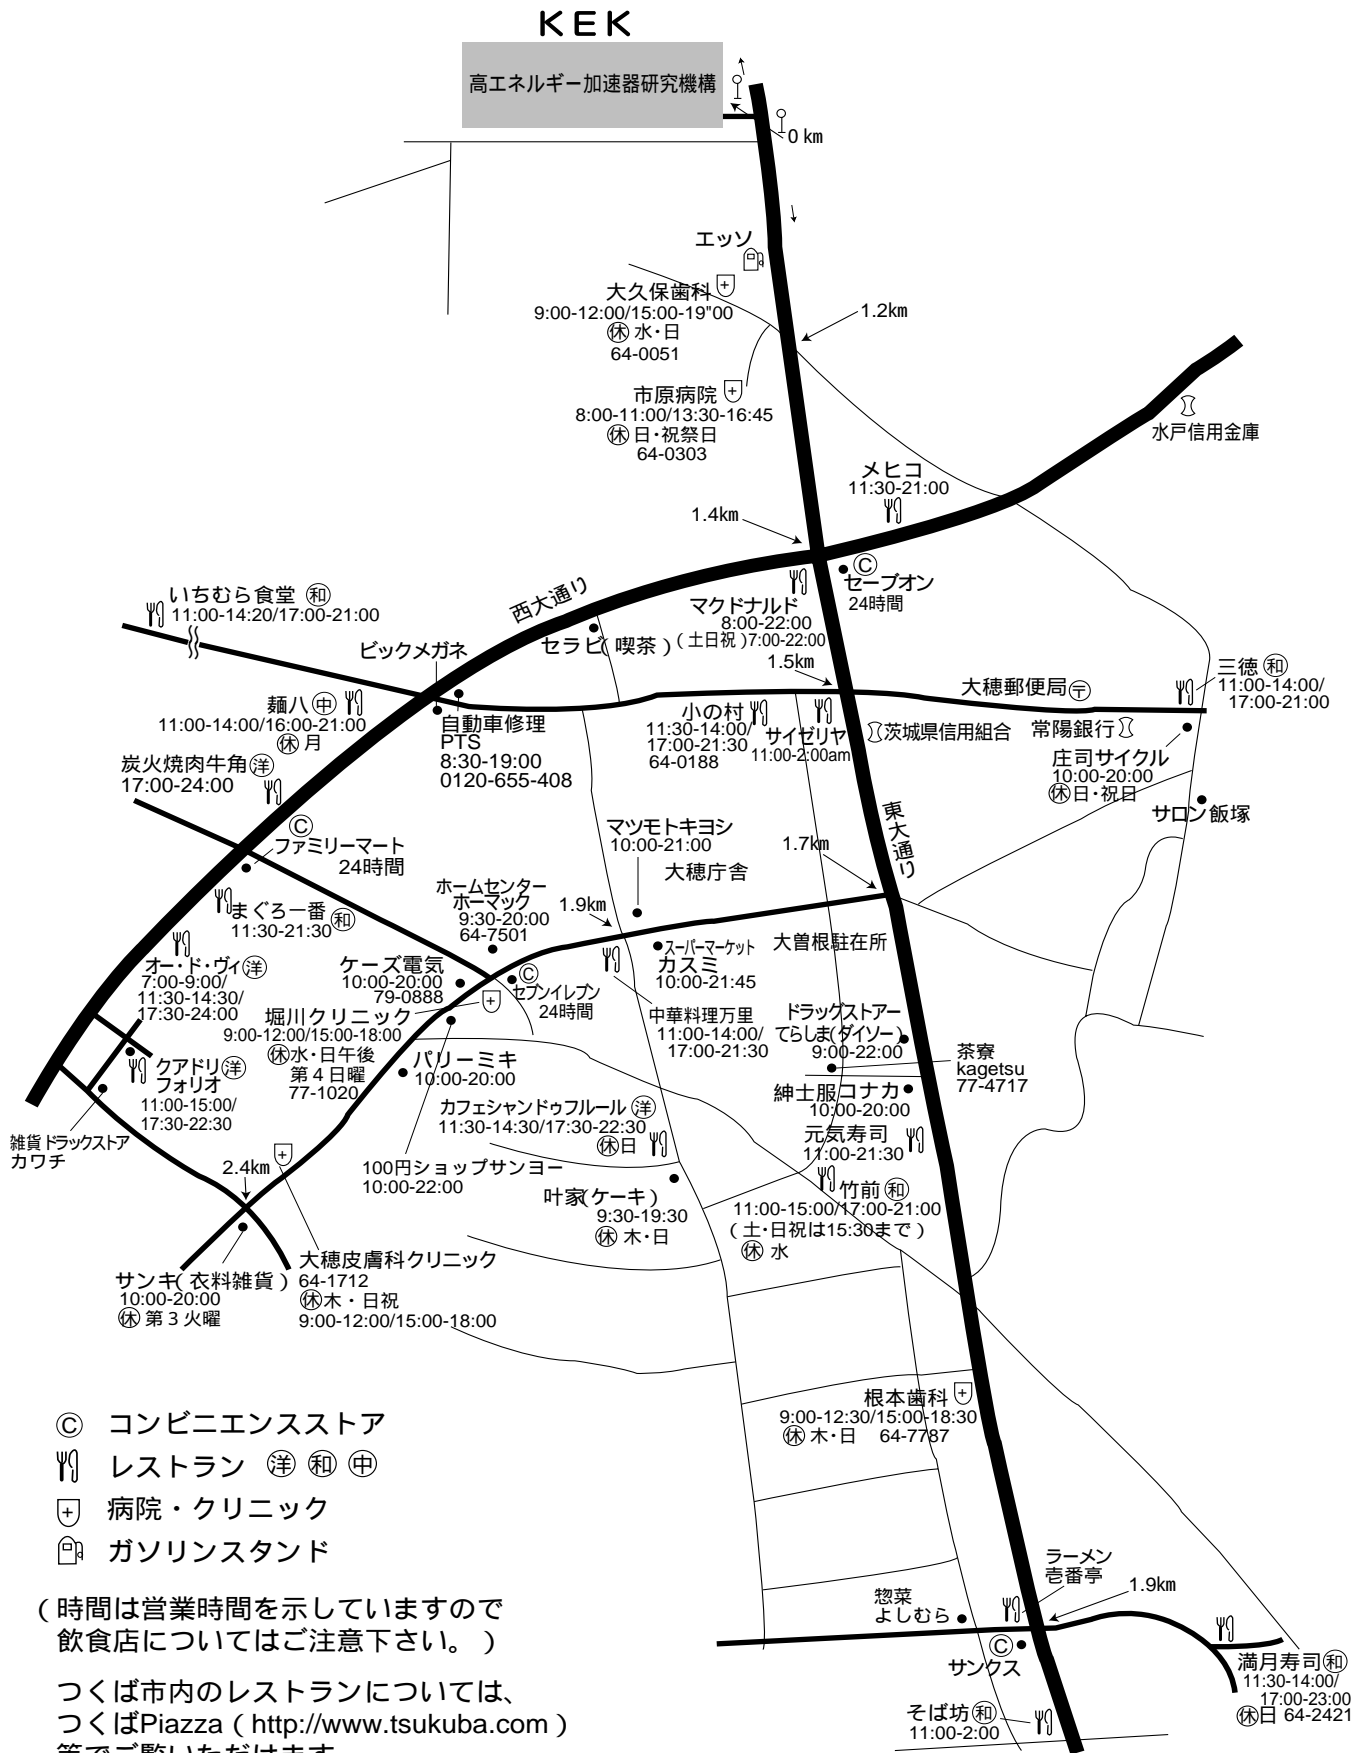 KEK
高エネルギー加速器研究機構
0 km
エッソ
大久保歯科
9:00-12:00/15:00-19"00
休 水・日
64-0051
1.2km
市原病院
8:00-11:00/13:30-16:45
休 日・祝祭日
64-0303
水戸信用金庫
メヒコ
11:30-21:00
1.4km
C
セーブオン
24時間
西大通り
いちむら食堂 和
11:00-14:20/17:00-21:00
マクドナルド
8:00-22:00
(土日祝)7:00-22:00
セラビ(喫茶)
ビックメガネ
1.5km
大穂郵便局〒
三徳 和
11:00-14:00/
17:00-21:00
麺八 中
11:00-14:00/16:00-21:00
休 月
自動車修理
PTS
8:30-19:00
0120-655-408
小の村
11:30-14:00/
17:00-21:30
64-0188
サイゼリヤ
11:00-2:00am
茨城県信用組合
常陽銀行
庄司サイクル
10:00-20:00
休日・祝日
サロン飯塚
炭火焼肉牛角 洋
17:00-24:00
C
ファミリーマート
24時間
マツモトキヨシ
10:00-21:00
大穂庁舎
1.7km
東大通り
ホームセンター
ホーマック
9:30-20:00
64-7501
1.9km
まぐろ一番 和
11:30-21:30
スーパーマーケット
カスミ
10:00-21:45
大曽根駐在所
オー・ド・ヴィ 洋
7:00-9:00/
11:30-14:30/
17:30-24:00
ケーズ電気
10:00-20:00
79-0888
C
セブンイレブン
24時間
堀川クリニック
9:00-12:00/15:00-18:00
休水・日午後
第4日曜
77-1020
中華料理万里
11:00-14:00/
17:00-21:30
ドラッグストアー
てらしま(ダイソー)
9:00-22:00
茶寮
kagetsu
77-4717
クアドリ 洋
フォリオ
11:00-15:00/
17:30-22:30
パリーミキ
10:00-20:00
紳士服コナカ
10:00-20:00
カフェシャンドゥフルール 洋
11:30-14:30/17:30-22:30
休日
元気寿司
11:00-21:30
雑貨ドラックストア
カワチ
2.4km
100円ショップサンヨー
10:00-22:00
叶家(ケーキ)
9:30-19:30
休 木・日
竹前 和
11:00-15:00/17:00-21:00
(土・日祝は15:30まで)
休 水
サンキ(衣料雑貨)
10:00-20:00
休 第3火曜
大穂皮膚科クリニック
64-1712
休木・日祝
9:00-12:00/15:00-18:00
根本歯科
9:00-12:30/15:00-18:30
休 木・日 64-7787
C コンビニエンスストア
レストラン 洋 和 中
病院・クリニック
ガソリンスタンド
ラーメン
壱番亭
1.9km
惣菜
よしむら
C
サンクス
満月寿司 和
11:30-14:00/
17:00-23:00
休日 64-2421
そば坊 和
11:00-2:00
(時間は営業時間を示していますので
飲食店についてはご注意下さい。)
つくば市内のレストランについては、
つくばPiazza(http://www.tsukuba.com)
等でご覧いただけます